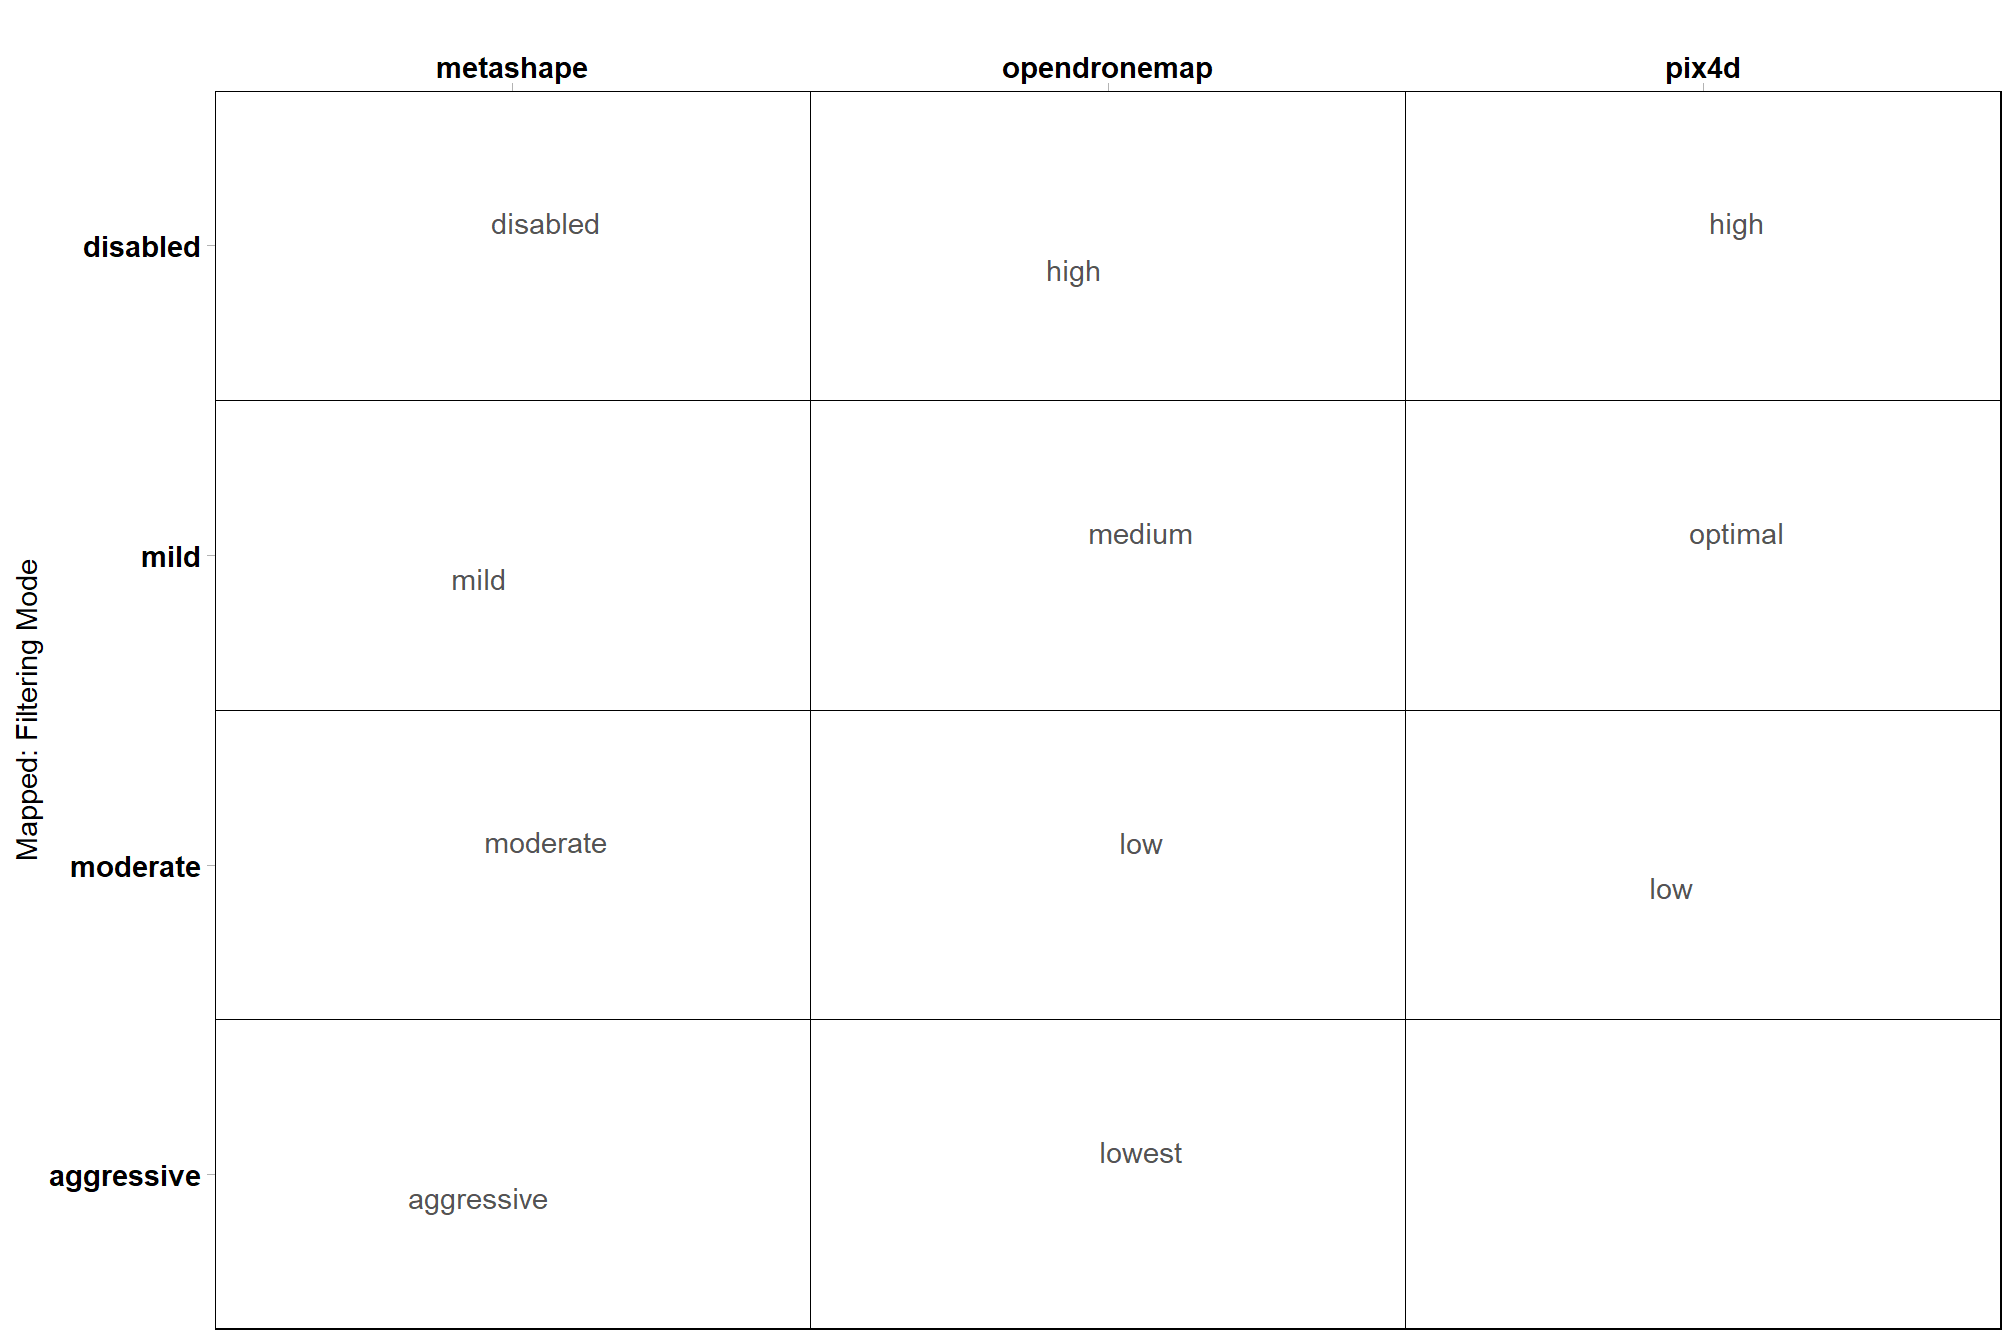 metashape opendronemap pix4d
disabled disabled high high
mild mild medium optimal
Mapped: Filtering Mode
moderate moderate low low
aggressive aggressive lowest